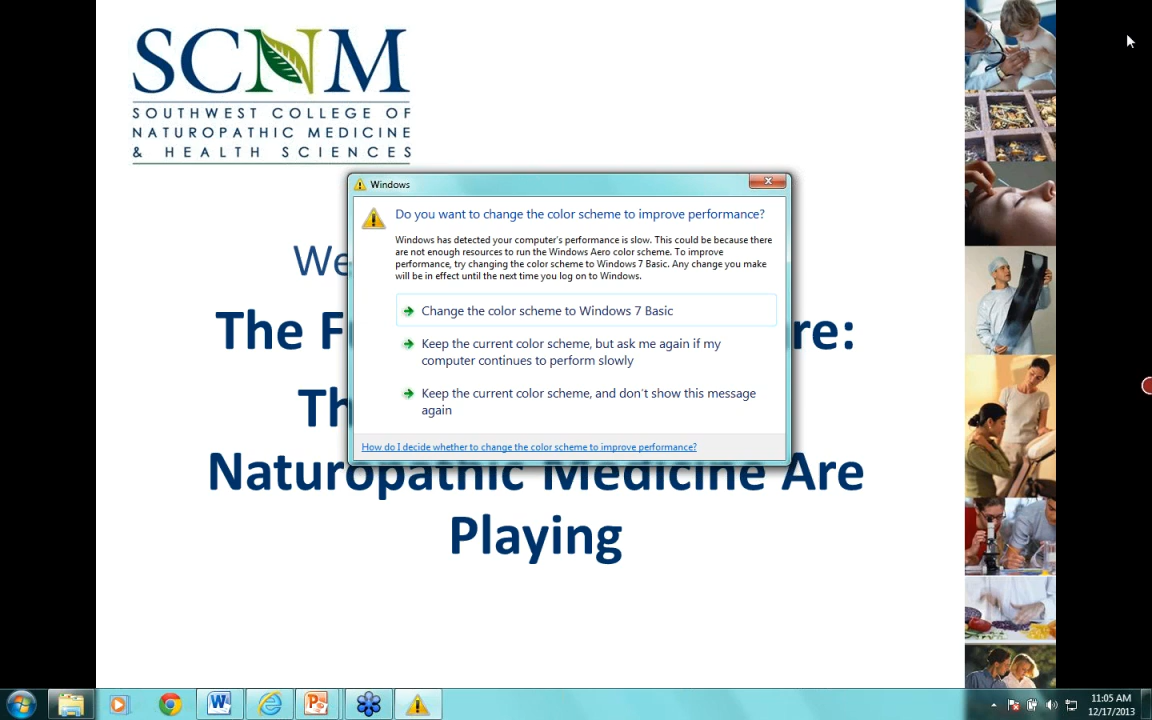 SCNM
SOUTHWEST COLLEGE OF
NATUROPATHIC MEDICINE
& HEALTH SCIENCES
Windows
Do you want to change the color scheme to improve performance?
Windows has detected your computer's performance is slow. This could be because there
are not enough resources to run the Windows Aero color scheme. To improve
performance, try changing the color scheme to Windows 7 Basic. Any change you make
will be in effect until the next time you log on to Windows.
Change the color scheme to Windows 7 Basic
Keep the current color scheme, but ask me again if my
computer continues to perform slowly
Keep the current color scheme, and don't show this message
again
How do I decide whether to change the color scheme to improve performance?
We
The F re:
Th
Naturopathic Medicine Are
Playing
11:05 AM
12/17/2013